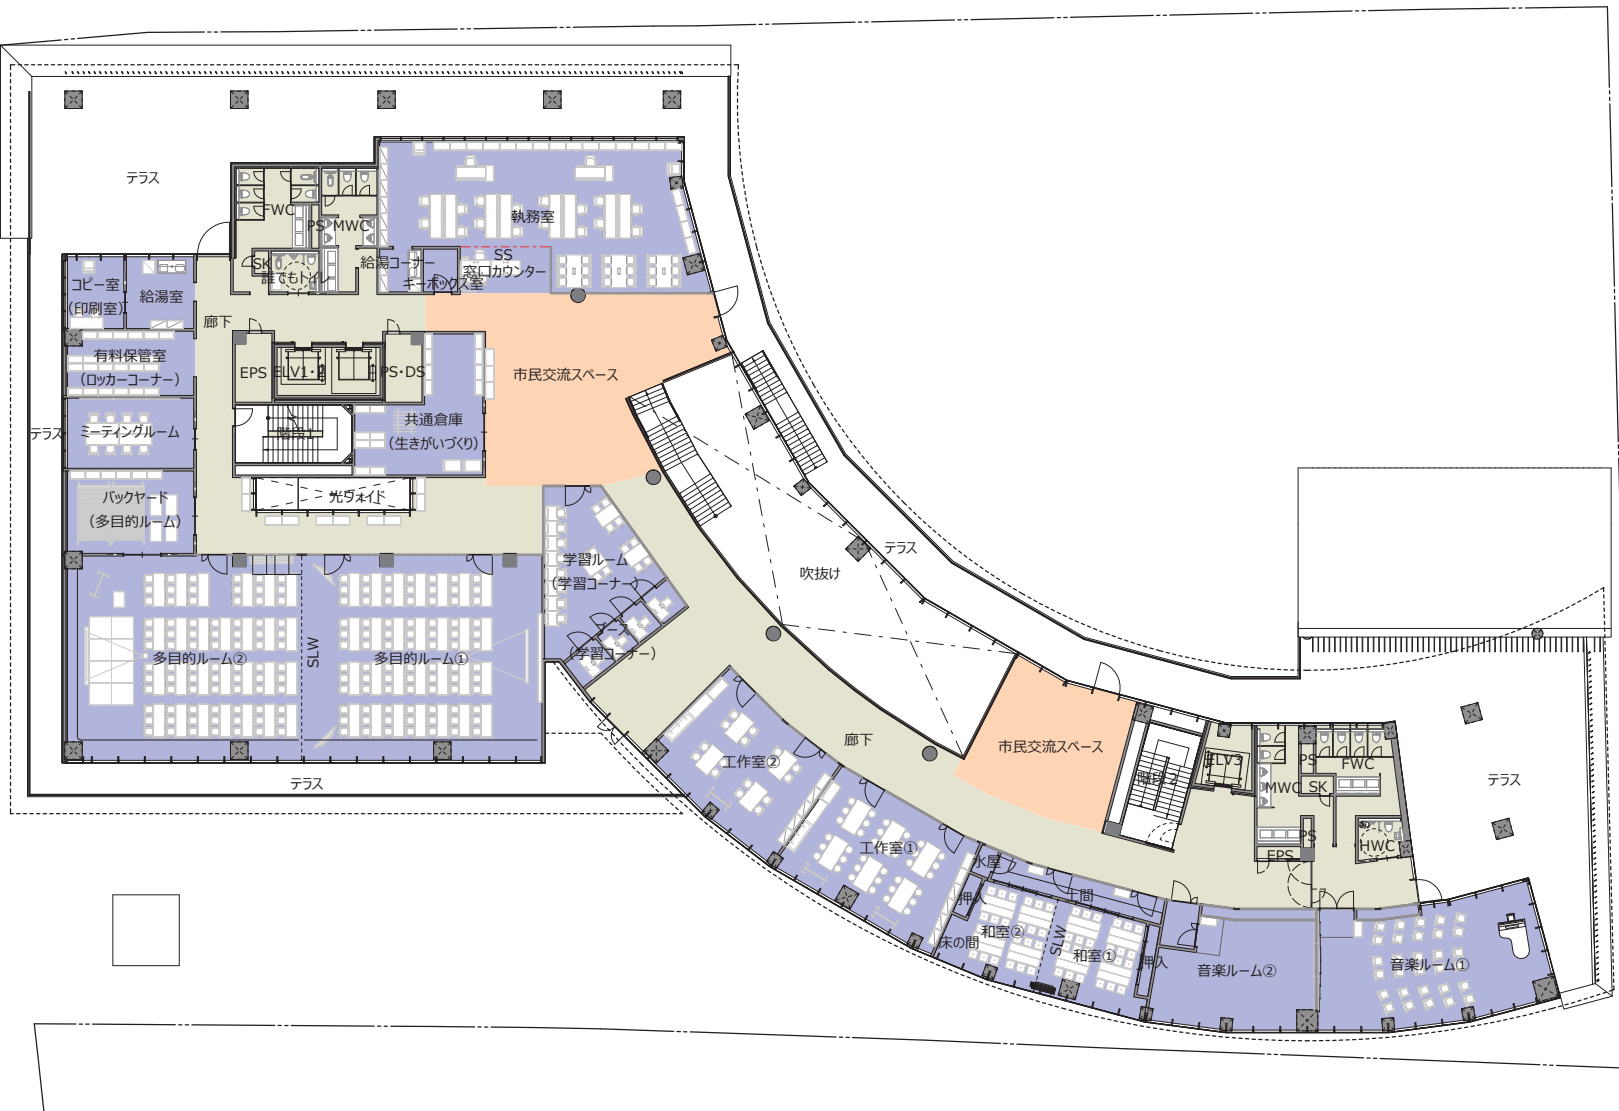 テラス
FWC
PS
MWC
執務室
SK
誰でもトイレ
給湯コーナー
キーボックス室
SS
窓口カウンター
コピー室
(印刷室)
給湯室
廊下
有料保管室
(ロッカーコーナー)
EPS
ELV1・2
PS・DS
市民交流スペース
テラス
ミーティングルーム
階段1
共通倉庫
(生きがいづくり)
バックヤード
(多目的ルーム)
光ヴォイド
学習ルーム
(学習コーナー)
ブース
(学習コーナー)
吹抜け
テラス
多目的ルーム②
SLW
多目的ルーム①
テラス
工作室②
廊下
市民交流スペース
階段2
ELV3
MWC
PS
FWC
SK
テラス
工作室①
PS
EPS
HWC
水屋
土間
押入
床の間
和室②
SLW
和室①
押入
音楽ルーム②
音楽ルーム①